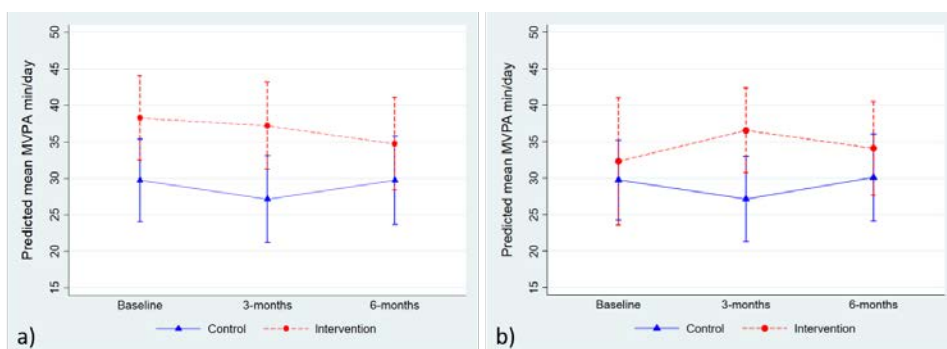 Predicted mean MVPA min/day
50
45
40
35
30
25
20
15
Baseline 3-months 6-months
Control Intervention
a)
Predicted mean MVPA min/day
50
45
40
35
30
25
20
15
Baseline 3-months 6-months
Control Intervention
b)